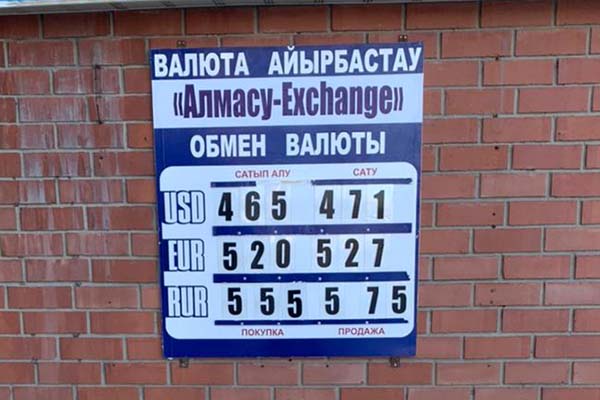 ВАЛЮТА АЙЫРБАСТАУ
«Алмасу-Exchange»
ОБМЕН ВАЛЮТЫ
САТЫП АЛУ САТУ
USD 465 471
EUR 520 527
RUR 5 55 5 75
ПОКУПКА ПРОДАЖА